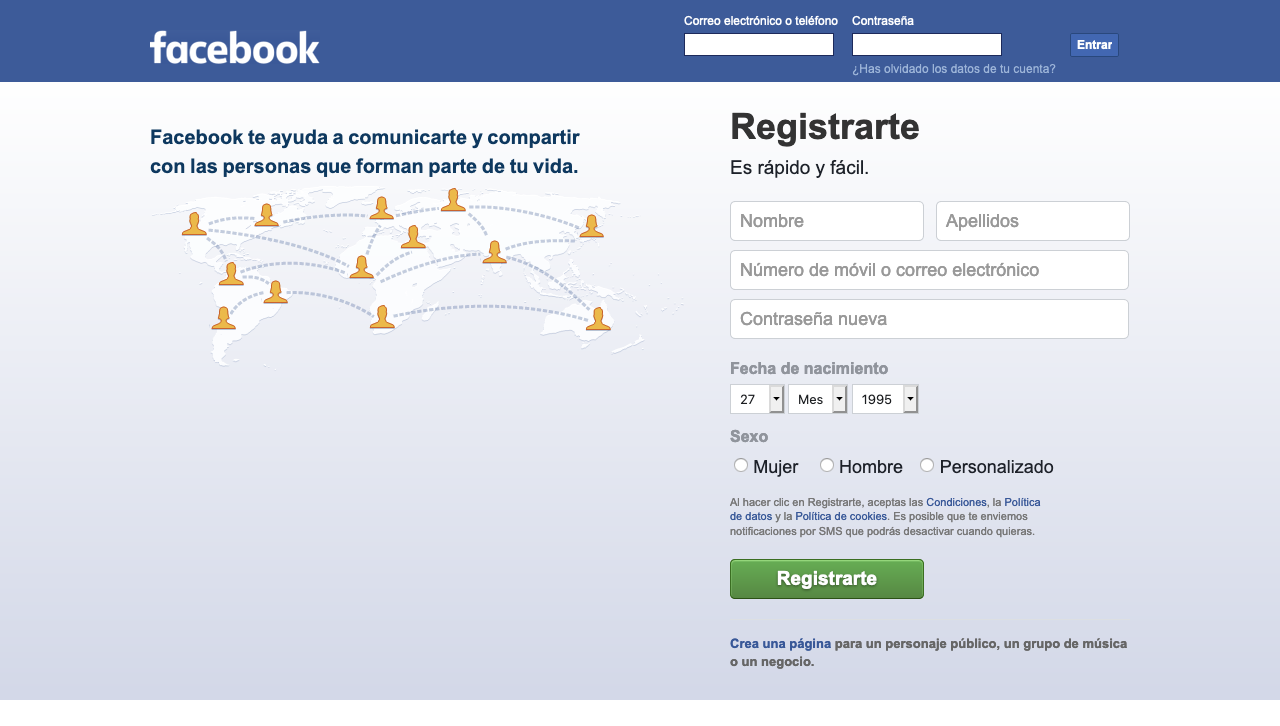 facebook
Correo electrónico o teléfono
Contraseña
Entrar
¿Has olvidado los datos de tu cuenta?
Facebook te ayuda a comunicarte y compartir
con las personas que forman parte de tu vida.
Registrarte
Es rápido y fácil.
Nombre
Apellidos
Número de móvil o correo electrónico
Contraseña nueva
Fecha de nacimiento
27 Mes 1995
Sexo
Mujer Hombre Personalizado
Al hacer clic en Registrarte, aceptas las Condiciones, la Política
de datos y la Política de cookies. Es posible que te enviemos
notificaciones por SMS que podrás desactivar cuando quieras.
Registrarte
Crea una página para un personaje público, un grupo de música
o un negocio.